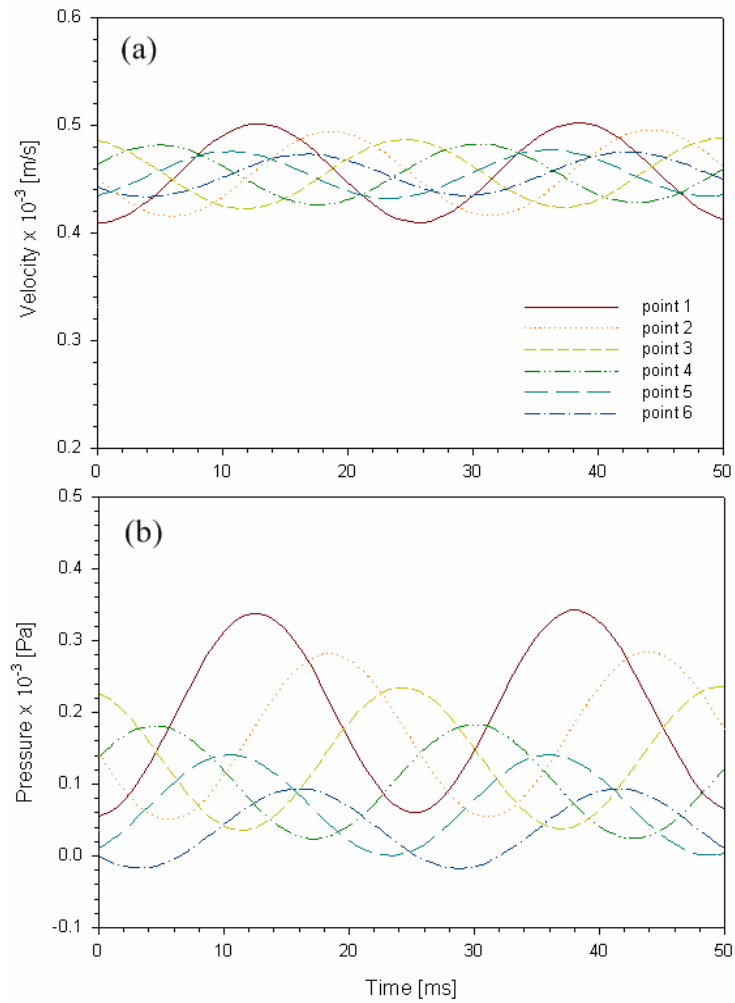 (a)
Velocity x 10⁻³ [m/s]
0.6
0.5
0.4
0.3
0.2
point 1
point 2
point 3
point 4
point 5
point 6
0 10 20 30 40 50
(b)
Pressure x 10⁻³ [Pa]
0.5
0.4
0.3
0.2
0.1
0.0
-0.1
0 10 20 30 40 50
Time [ms]